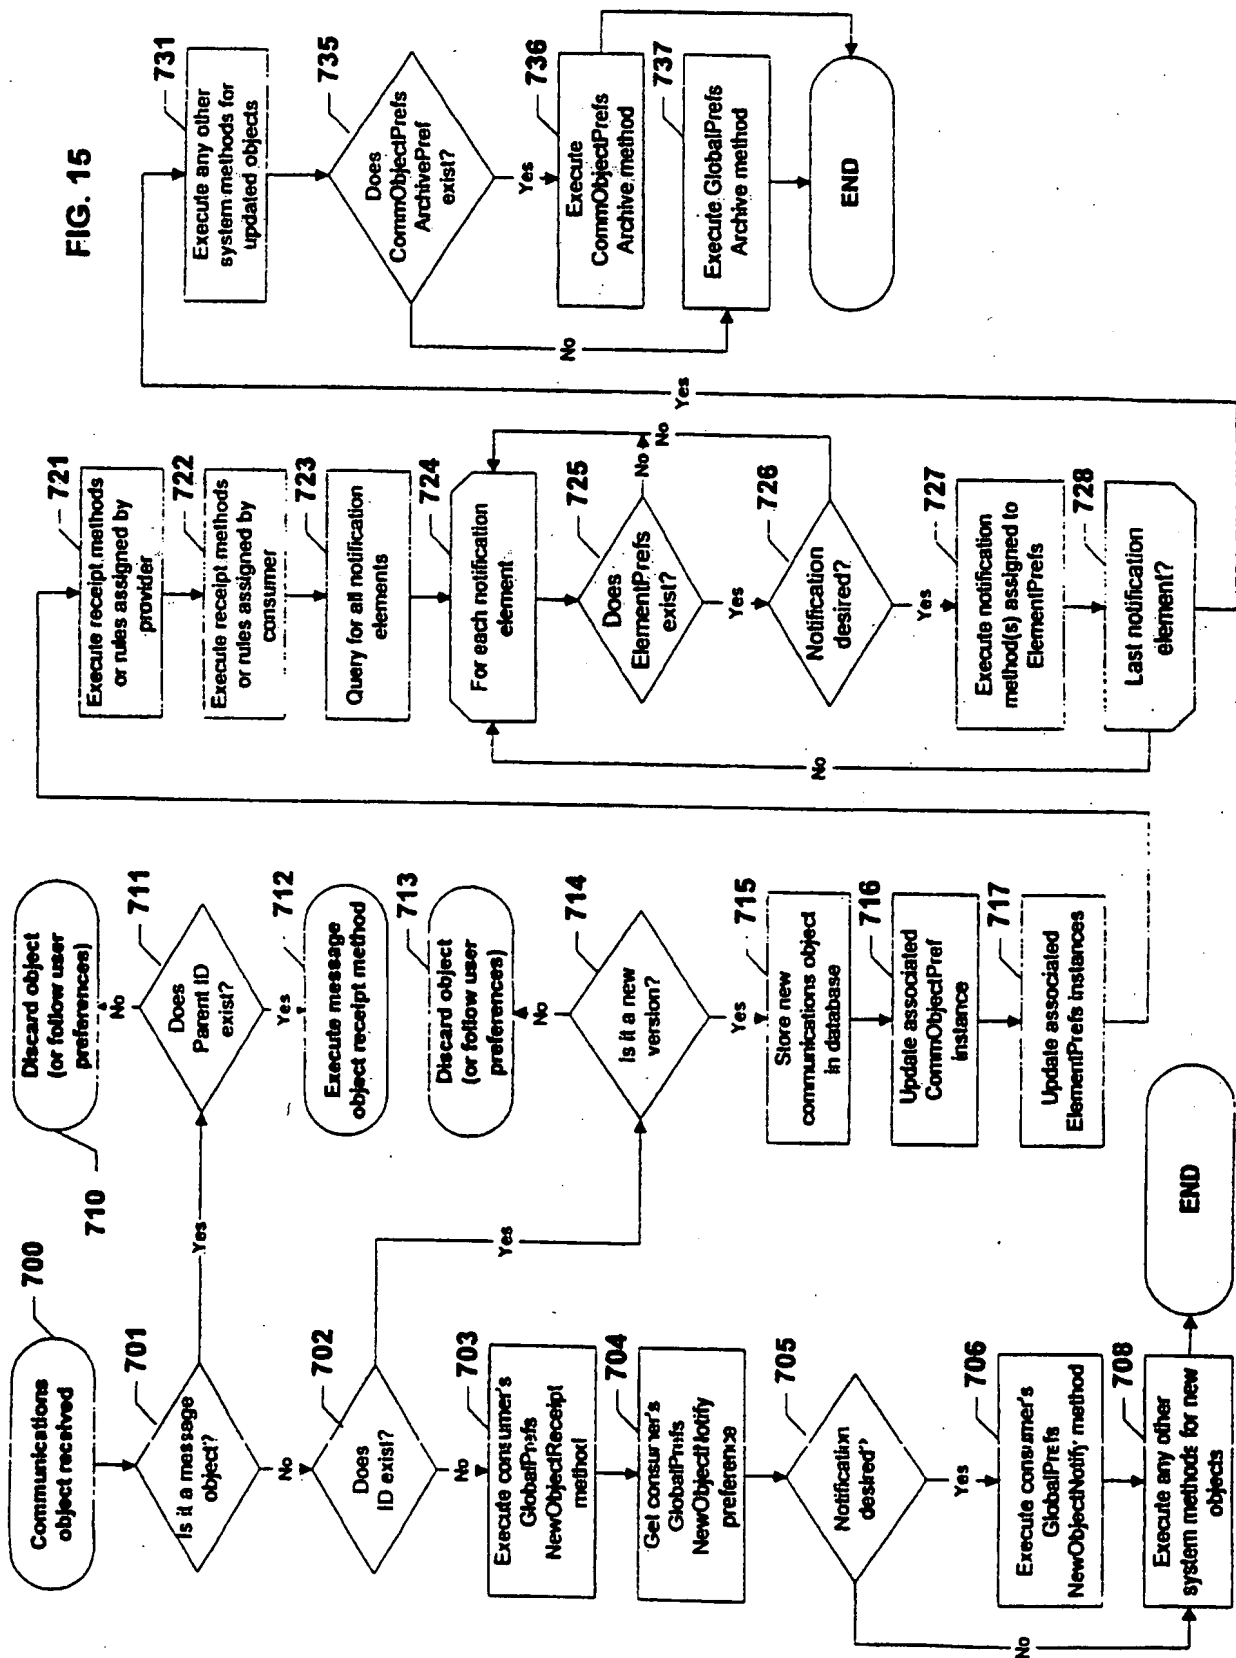 FIG. 15
700
Communications
object received
701
Is it a message
object?
Yes
No
702
Does
ID exist?
Yes
No
703
Execute consumer's
GlobalPrefs
NewObjectReceipt
method
704
Get consumer's
GlobalPrefs
NewObjectNotify
preference
705
Notification
desired?
Yes
No
706
Execute consumer's
GlobalPrefs
NewObjectNotify method
708
Execute any other
system methods for new
objects
END
710
Discard object
(or follow user
preferences)
No
711
Does
Parent ID
exist?
Yes
712
Execute message
object receipt method
713
Discard object
(or follow user
preferences)
No
714
Is it a new
version?
Yes
715
Store new
communications object
in database
716
Update associated
CommObjectPref
instance
717
Update associated
ElementPrefs instances
721
Execute receipt methods
or rules assigned by
provider
722
Execute receipt methods
or rules assigned by
consumer
723
Query for all notification
elements
724
For each notification
element
725
Does
ElementPrefs
exist?
No
Yes
726
Notification
desired?
No
Yes
727
Execute notification
method(s) assigned to
ElementPrefs
728
Last notification
element?
No
Yes
731
Execute any other
system methods for
updated objects
735
Does
CommObjectPrefs
ArchivePref
exist?
Yes
No
736
Execute
CommObjectPrefs
Archive method
737
Execute GlobalPrefs
Archive method
END